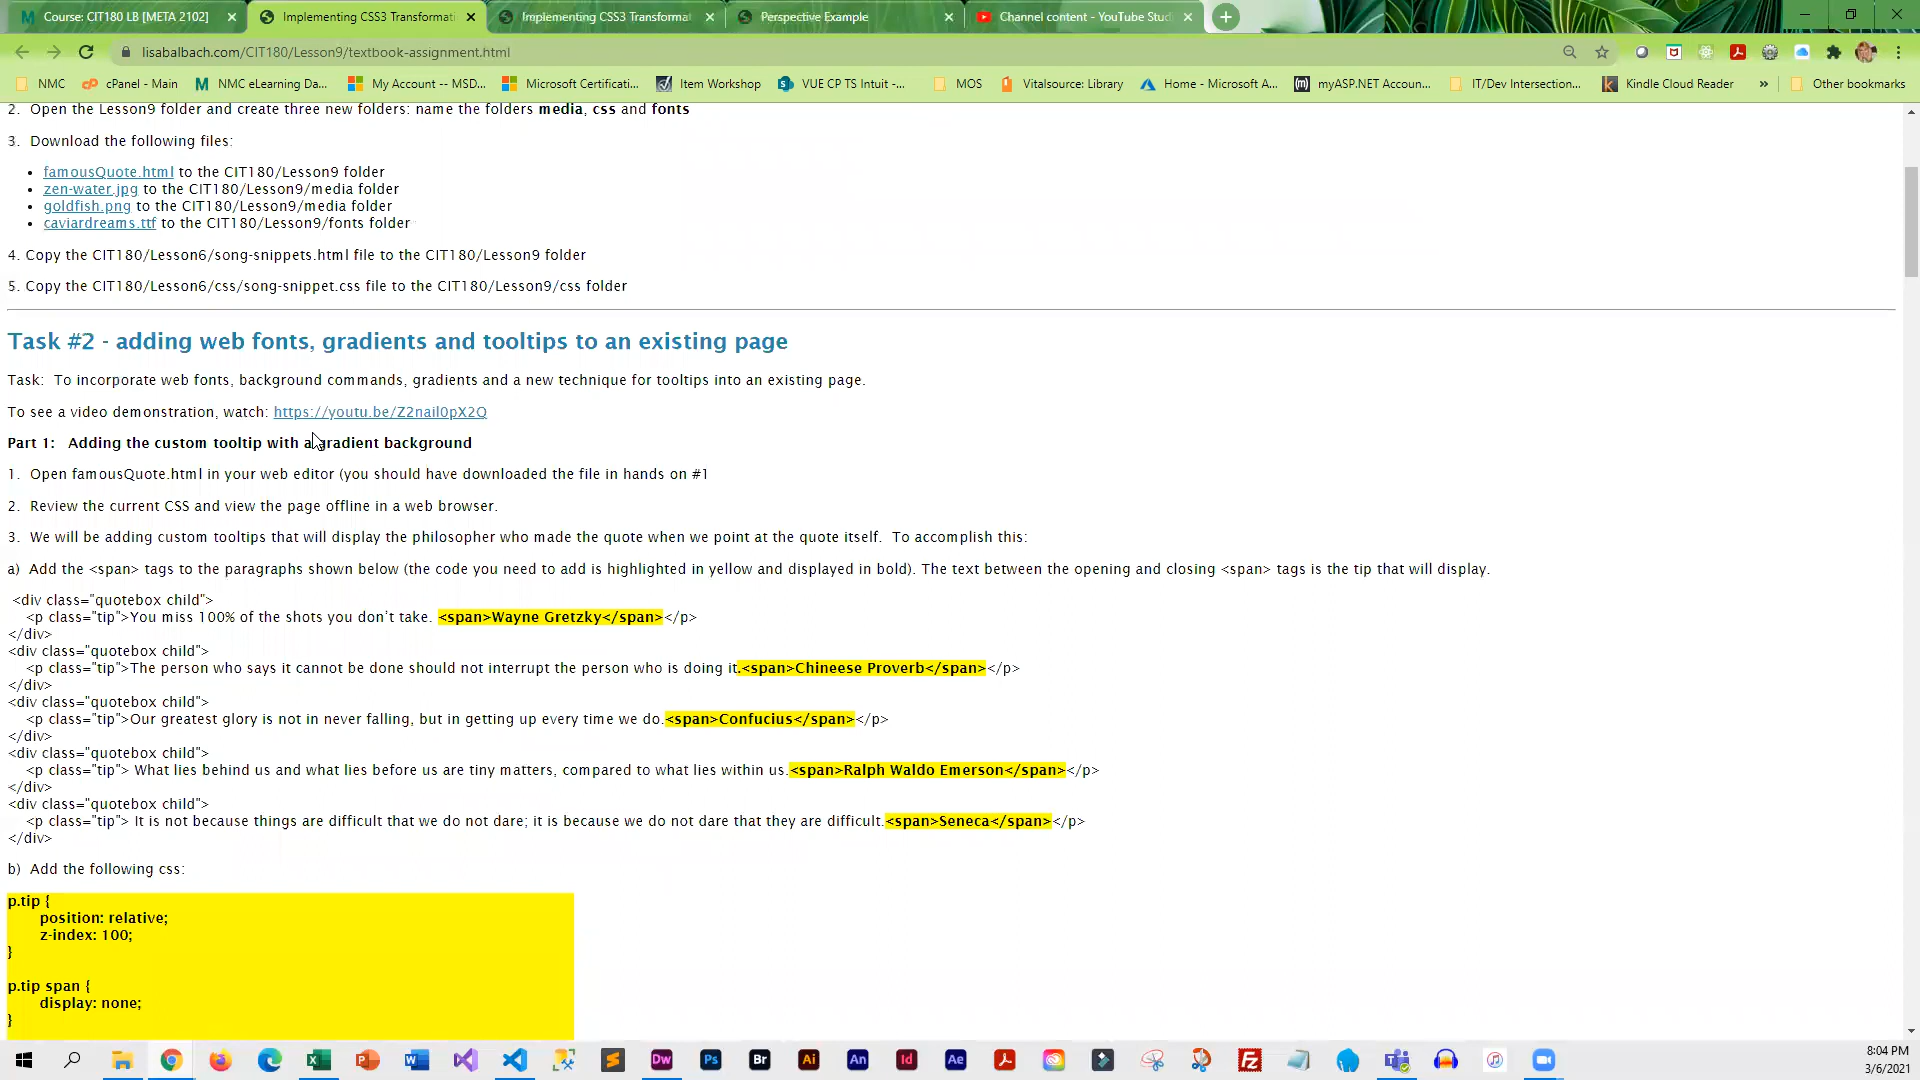 Course: CIT180 LB [META 2102]
Implementing CSS3 Transformati
Implementing CSS3 Transformat
Perspective Example
Channel content - YouTube Stud
lisabalbach.com/CIT180/Lesson9/textbook-assignment.html
NMC
cPanel - Main
NMC eLearning Da...
My Account -- MSD...
Microsoft Certificati...
Item Workshop
VUE CP TS Intuit -...
MOS
Vitalsource: Library
Home - Microsoft A...
myASP.NET Accoun...
IT/Dev Intersection...
Kindle Cloud Reader
»
Other bookmarks
2. Open the Lesson9 folder and create three new folders: name the folders media, css and fonts
3. Download the following files:
• famousQuote.html to the CIT180/Lesson9 folder
• zen-water.jpg to the CIT180/Lesson9/media folder
• goldfish.png to the CIT180/Lesson9/media folder
• caviardreams.ttf to the CIT180/Lesson9/fonts folder
4. Copy the CIT180/Lesson6/song-snippets.html file to the CIT180/Lesson9 folder
5. Copy the CIT180/Lesson6/css/song-snippet.css file to the CIT180/Lesson9/css folder
Task #2 - adding web fonts, gradients and tooltips to an existing page
Task: To incorporate web fonts, background commands, gradients and a new technique for tooltips into an existing page.
To see a video demonstration, watch: https://youtu.be/Z2nail0pX2Q
Part 1: Adding the custom tooltip with a gradient background
1. Open famousQuote.html in your web editor (you should have downloaded the file in hands on #1
2. Review the current CSS and view the page offline in a web browser.
3. We will be adding custom tooltips that will display the philosopher who made the quote when we point at the quote itself. To accomplish this:
a) Add the <span> tags to the paragraphs shown below (the code you need to add is highlighted in yellow and displayed in bold). The text between the opening and closing <span> tags is the tip that will display.
<div class="quotebox child">
<p class="tip">You miss 100% of the shots you don't take. <span>Wayne Gretzky</span></p>
</div>
<div class="quotebox child">
<p class="tip">The person who says it cannot be done should not interrupt the person who is doing it.<span>Chineese Proverb</span></p>
</div>
<div class="quotebox child">
<p class="tip">Our greatest glory is not in never falling, but in getting up every time we do.<span>Confucius</span></p>
</div>
<div class="quotebox child">
<p class="tip"> What lies behind us and what lies before us are tiny matters, compared to what lies within us.<span>Ralph Waldo Emerson</span></p>
</div>
<div class="quotebox child">
<p class="tip"> It is not because things are difficult that we do not dare; it is because we do not dare that they are difficult.<span>Seneca</span></p>
</div>
b) Add the following css:
p.tip {
position: relative;
z-index: 100;
}
p.tip span {
display: none;
}
8:04 PM
3/6/2021